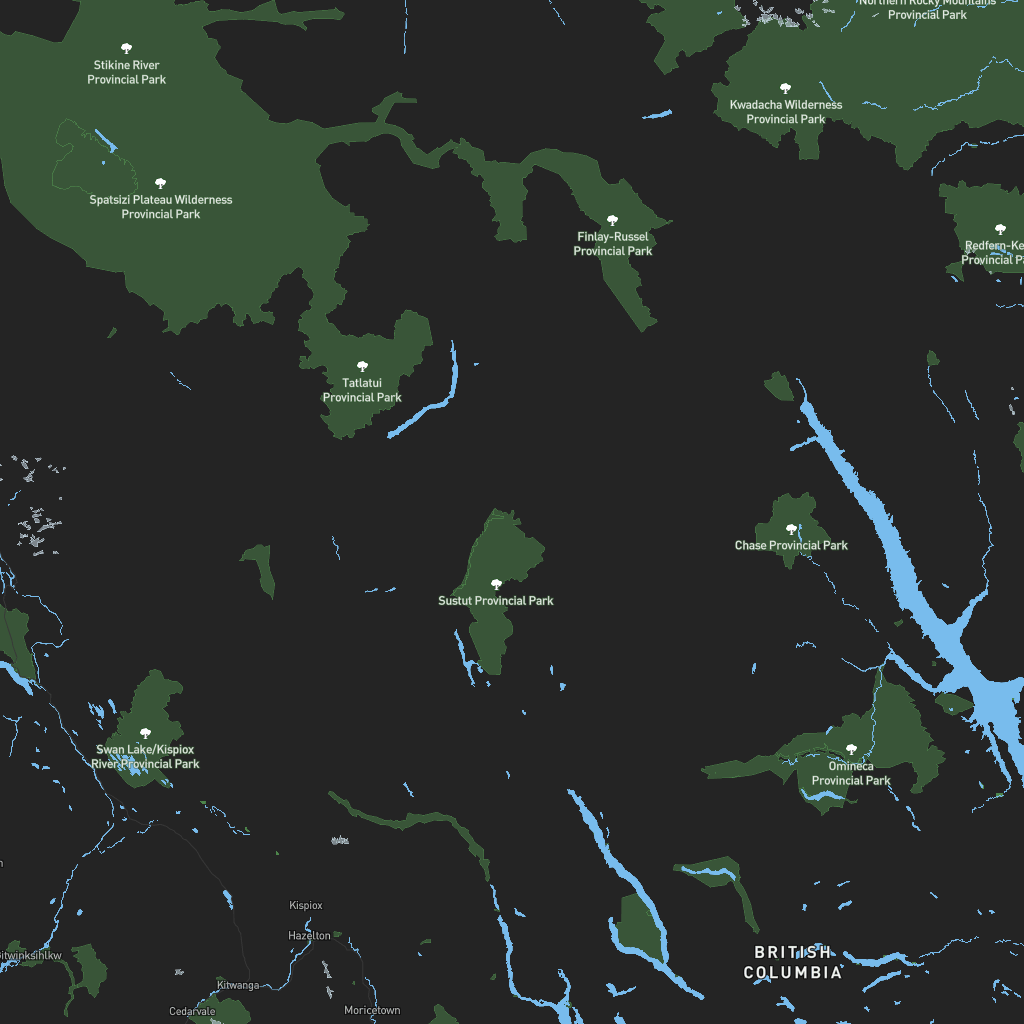 Northern Rocky Mountains
Provincial Park
Stikine River
Provincial Park
Kwadacha Wilderness
Provincial Park
Spatsizi Plateau Wilderness
Provincial Park
Finlay-Russel
Provincial Park
Redfern-Ke
Provincial Pa
Tatlatui
Provincial Park
Chase Provincial Park
Sustut Provincial Park
Swan Lake/Kispiox
River Provincial Park
Omineca
Provincial Park
Kispiox
Hazelton
BRITISH
COLUMBIA
Gitwinksihlkw
Kitwanga
Cedarvale
Moricetown